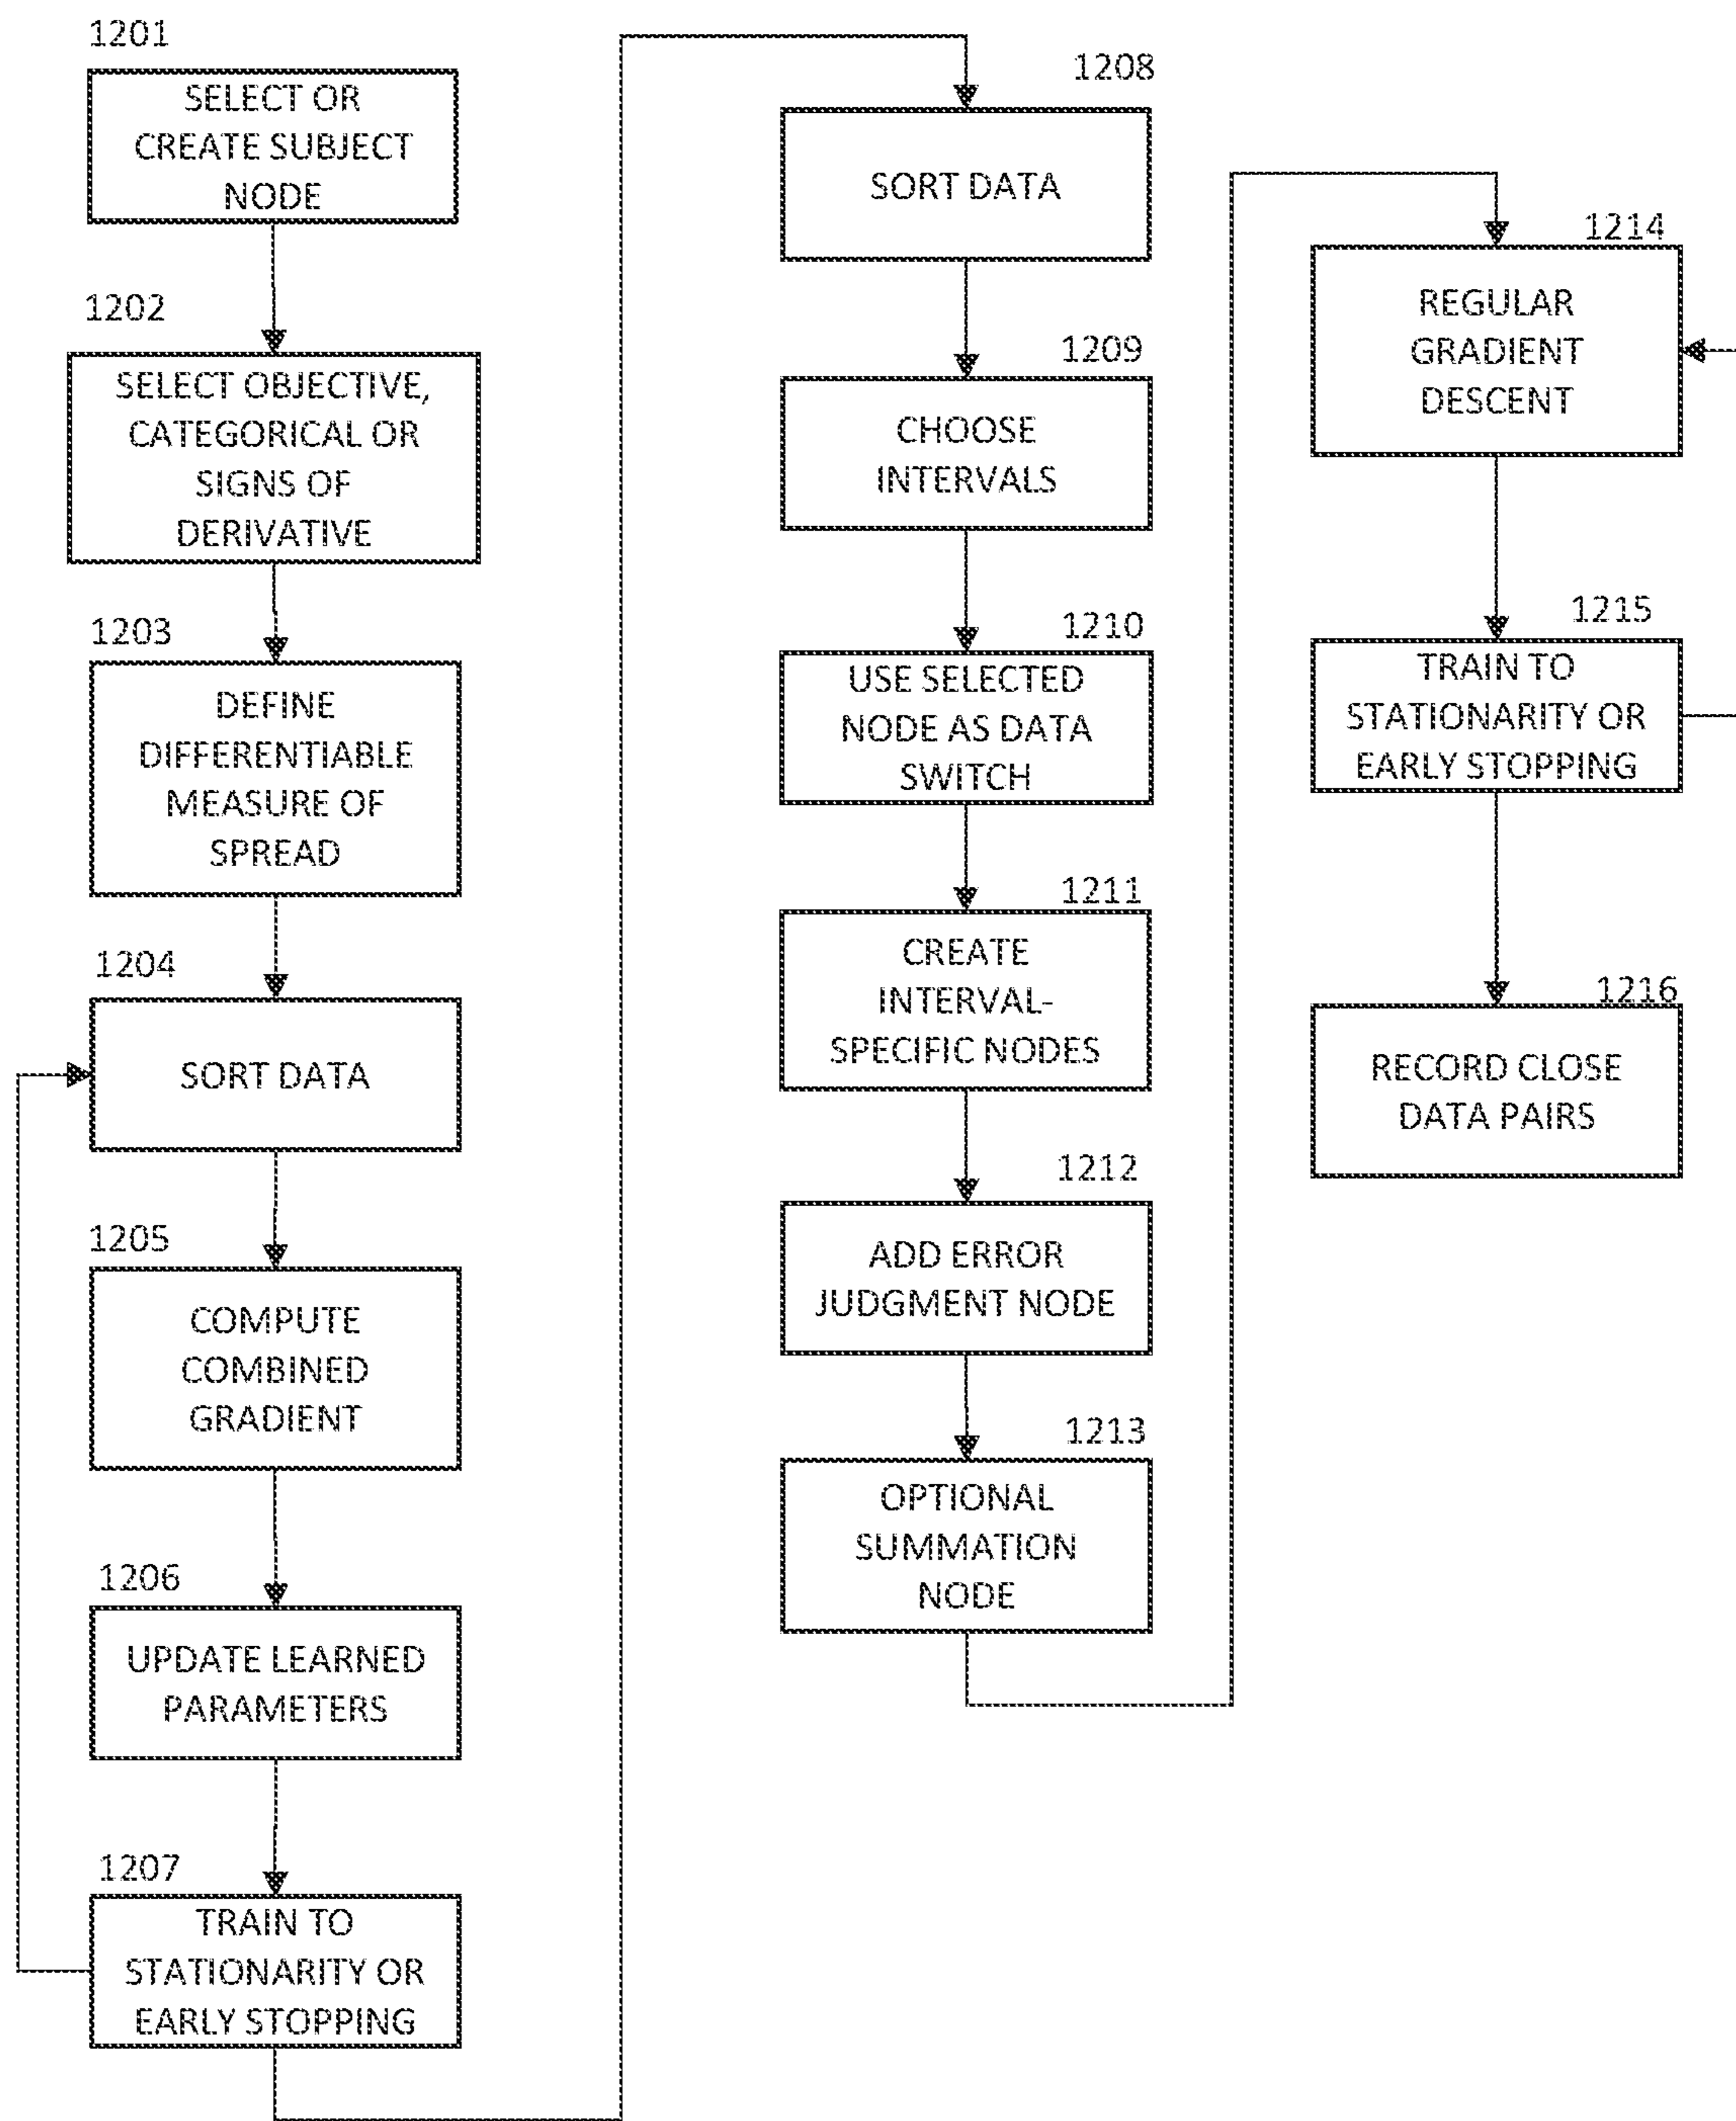 1201
SELECT OR
CREATE SUBJECT
NODE
1202
SELECT OBJECTIVE,
CATEGORICAL OR
SIGNS OF
DERIVATIVE
1203
DEFINE
DIFFERENTIABLE
MEASURE OF
SPREAD
1204
SORT DATA
1205
COMPUTE
COMBINED
GRADIENT
1206
UPDATE LEARNED
PARAMETERS
1207
TRAIN TO
STATIONARITY OR
EARLY STOPPING
1208
SORT DATA
1209
CHOOSE
INTERVALS
1210
USE SELECTED
NODE AS DATA
SWITCH
1211
CREATE
INTERVAL-
SPECIFIC NODES
1212
ADD ERROR
JUDGMENT NODE
1213
OPTIONAL
SUMMATION
NODE
1214
REGULAR
GRADIENT
DESCENT
1215
TRAIN TO
STATIONARITY OR
EARLY STOPPING
1216
RECORD CLOSE
DATA PAIRS